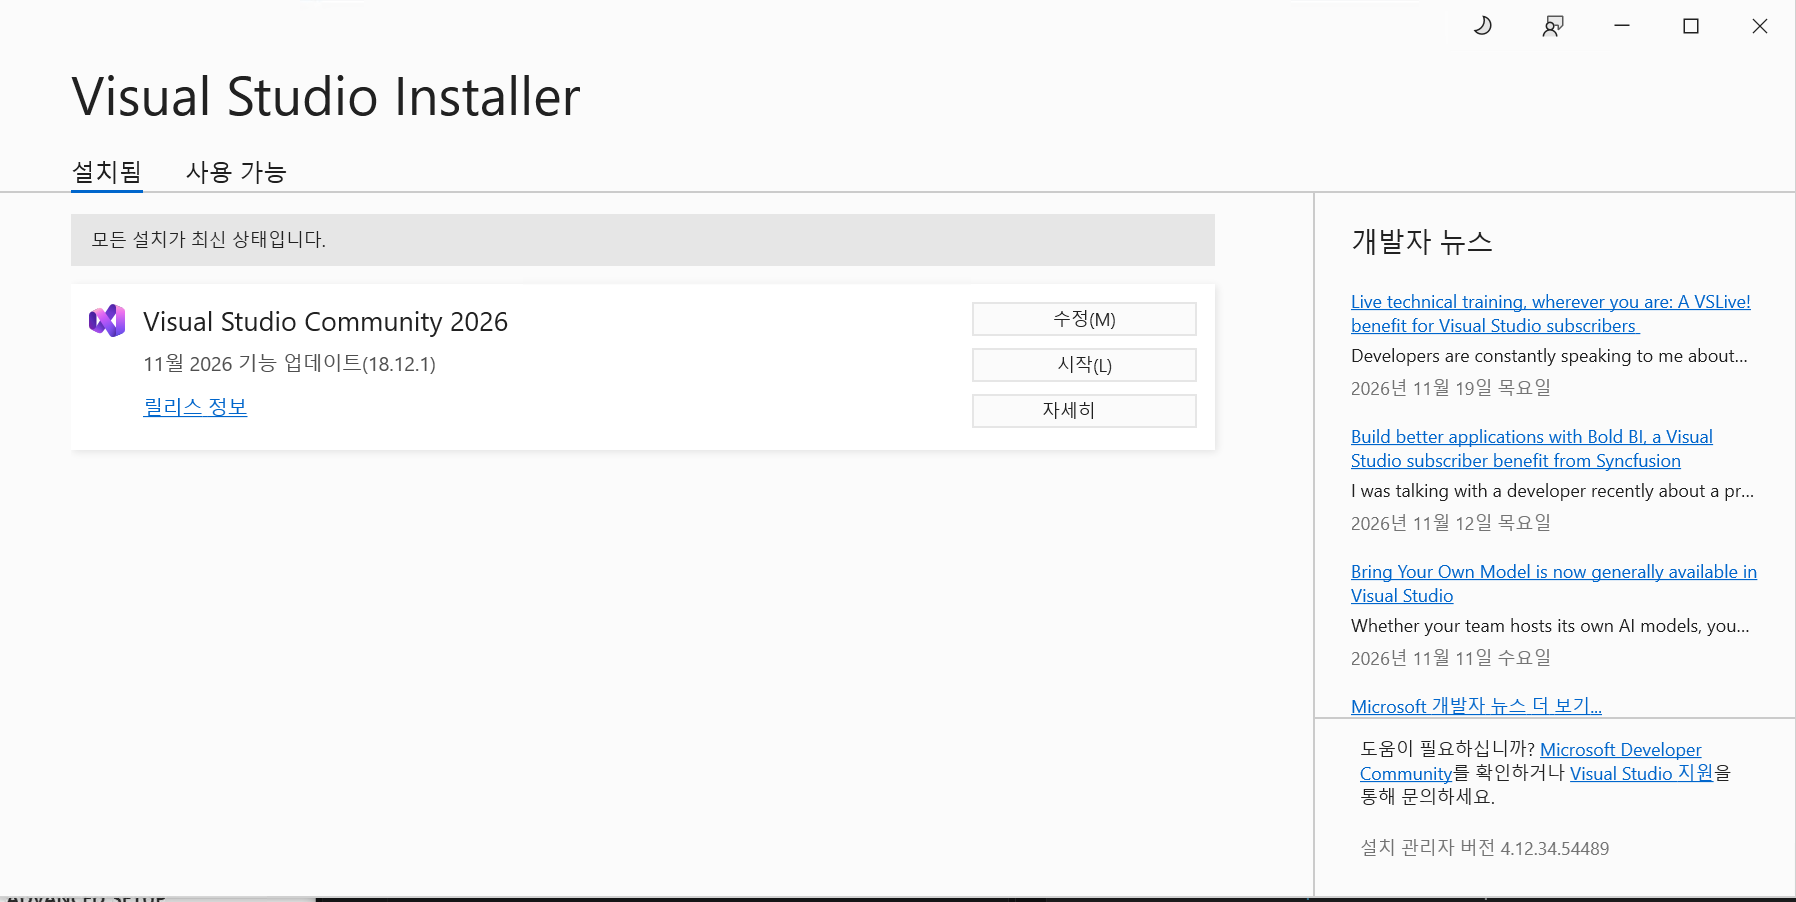 Visual Studio Installer
설치됨
사용 가능
모든 설치가 최신 상태입니다.
Visual Studio Community 2026
11월 2026 기능 업데이트(18.12.1)
릴리스 정보
수정(M)
시작(L)
자세히
개발자 뉴스
Live technical training, wherever you are: A VSLive!
benefit for Visual Studio subscribers
Developers are constantly speaking to me about...
2026년 11월 19일 목요일
Build better applications with Bold BI, a Visual
Studio subscriber benefit from Syncfusion
I was talking with a developer recently about a pr...
2026년 11월 12일 목요일
Bring Your Own Model is now generally available in
Visual Studio
Whether your team hosts its own AI models, you...
2026년 11월 11일 수요일
Microsoft 개발자 뉴스 더 보기...
도움이 필요하십니까? Microsoft Developer
Community를 확인하거나 Visual Studio 지원을
통해 문의하세요.
설치 관리자 버전 4.12.34.54489
ADVANCED SETUP